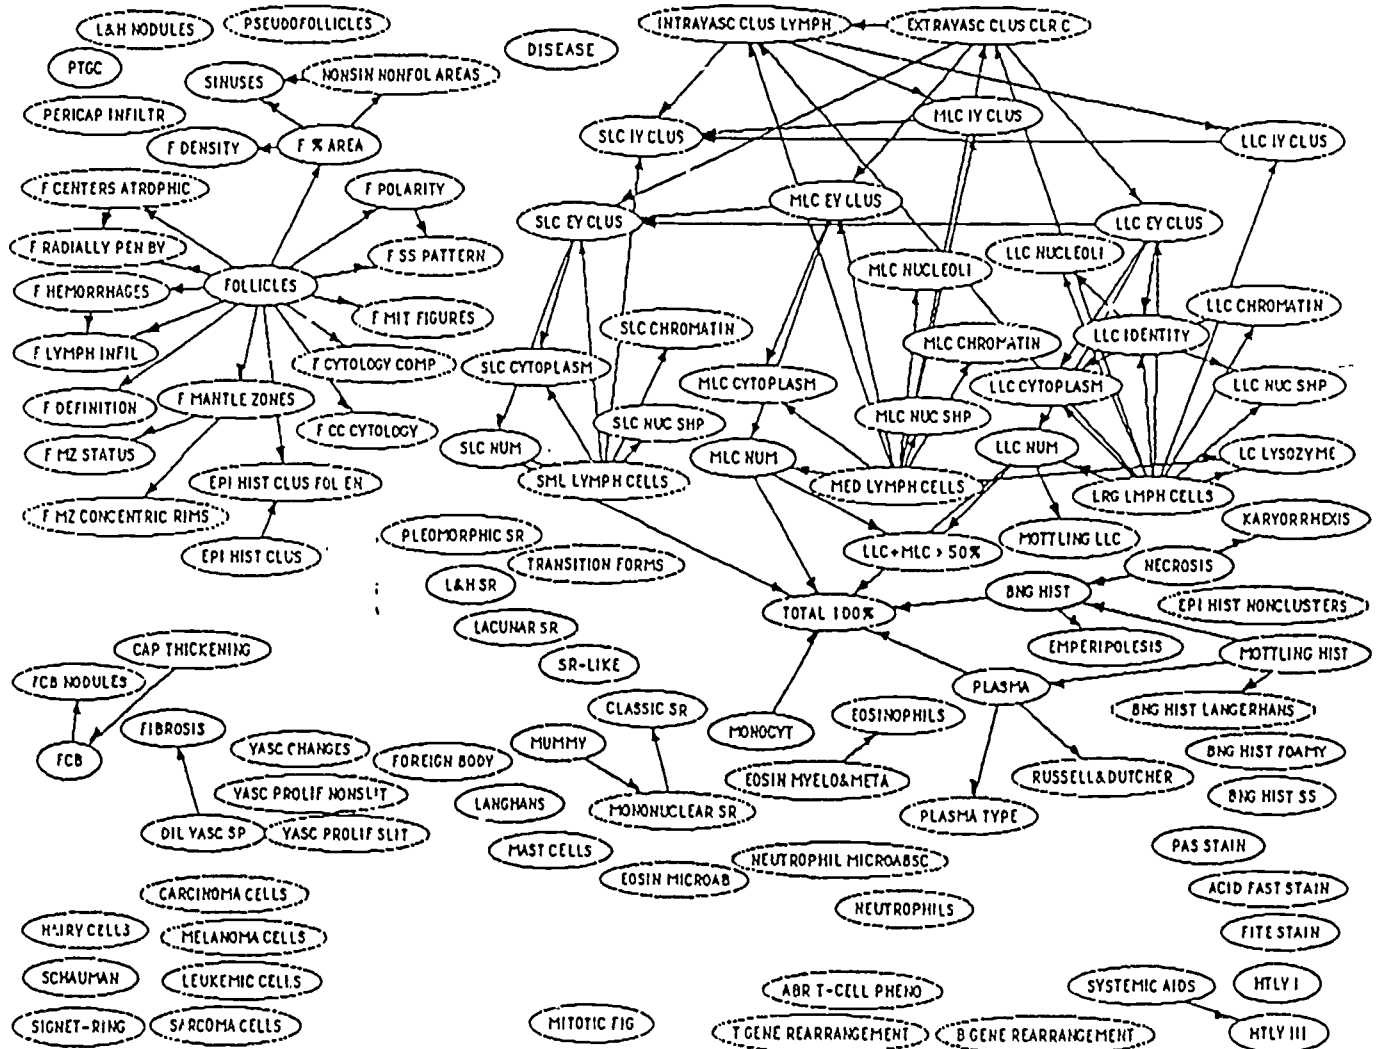 L&H NODULES
PSEUDOFOLLICLES
INTRAVASC CLUS LYMPH
EXTRAVASC CLUS CLR C
DISEASE
PTGC
SINUSES
NONSIN NONFOL AREAS
PERICAP INFILTR
MLC IV CLUS
SLC IV CLUS
LLC IV CLUS
F DENSITY
F % AREA
F CENTERS ATROPHIC
F POLARITY
MLC EV CLUS
SLC EV CLUS
LLC EV CLUS
F RADIALLY PEN BV
F SS PATTERN
LLC NUCLEOLI
MLC NUCLEOLI
FOLLICLES
F HEMORRHAGES
F MIT FIGURES
SLC CHROMATIN
LLC CHROMATIN
LLC IDENTITY
MLC CHROMATIN
F LYMPH INFIL
F CYTOLOGY COMP
SLC CYTOPLASM
MLC CYTOPLASM
LLC CYTOPLASM
LLC NUC SHP
F DEFINITION
F MANTLE ZONES
F CC CYTOLOGY
SLC NUC SHP
MLC NUC SHP
SLC NUM
MLC NUM
LLC NUM
F MZ STATUS
LC LYSOZYME
EPI HIST CLUS FOL EN
SML LYMPH CELLS
MED LYMPH CELLS
LRG LMPH CELLS
F MZ CONCENTRIC RIMS
KARYORRHEXIS
PLEOMORPHIC SR
MOTTLING LLC
EPI HIST CLUS
LLC+MLC > 50%
TRANSITION FORMS
NECROSIS
L&H SR
BNG HIST
EPI HIST NONCLUSTERS
TOTAL 100%
LACUNAR SR
EMPERIPOLESIS
CAP THICKENING
MOTTLING HIST
SR-LIKE
FCB NODULES
PLASMA
CLASSIC SR
EOSINOPHILS
BNG HIST LANGERHANS
FIBROSIS
MONOCYT
MUMMY
VASC CHANGES
BNG HIST FOAMY
FCB
FOREIGN BODY
EOSIN MYELO&META
RUSSELL&DUTCHER
VASC PROLIF NONSLIT
BNG HIST SS
LANGHANS
MONONUCLEAR SR
PLASMA TYPE
DIL VASC SP
VASC PROLIF SLIT
PAS STAIN
MAST CELLS
NEUTROPHIL MICROABSC
EOSIN MICROAB
ACID FAST STAIN
CARCINOMA CELLS
NEUTROPHILS
HAIRY CELLS
MELANOMA CELLS
FITE STAIN
SCHAUMAN
LEUKEMIC CELLS
ABR T-CELL PHENO
SYSTEMIC AIDS
HTLV I
SIGNET-RING
SARCOMA CELLS
MITOTIC FIG
T GENE REARRANGEMENT
B GENE REARRANGEMENT
HTLV III